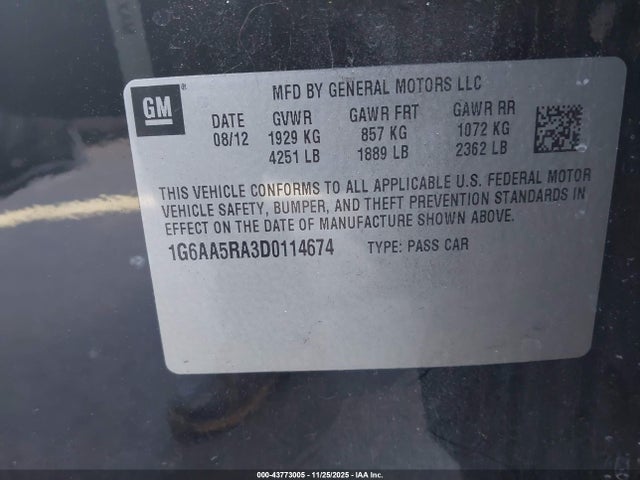 GM ®
MFD BY GENERAL MOTORS LLC
DATE GVWR GAWR FRT GAWR RR
08/12 1929 KG 857 KG 1072 KG
4251 LB 1889 LB 2362 LB
THIS VEHICLE CONFORMS TO ALL APPLICABLE U.S. FEDERAL MOTOR
VEHICLE SAFETY, BUMPER, AND THEFT PREVENTION STANDARDS IN
EFFECT ON THE DATE OF MANUFACTURE SHOWN ABOVE.
1G6AA5RA3D0114674 TYPE: PASS CAR
000-43773005 - 11/25/2025 - IAA Inc.